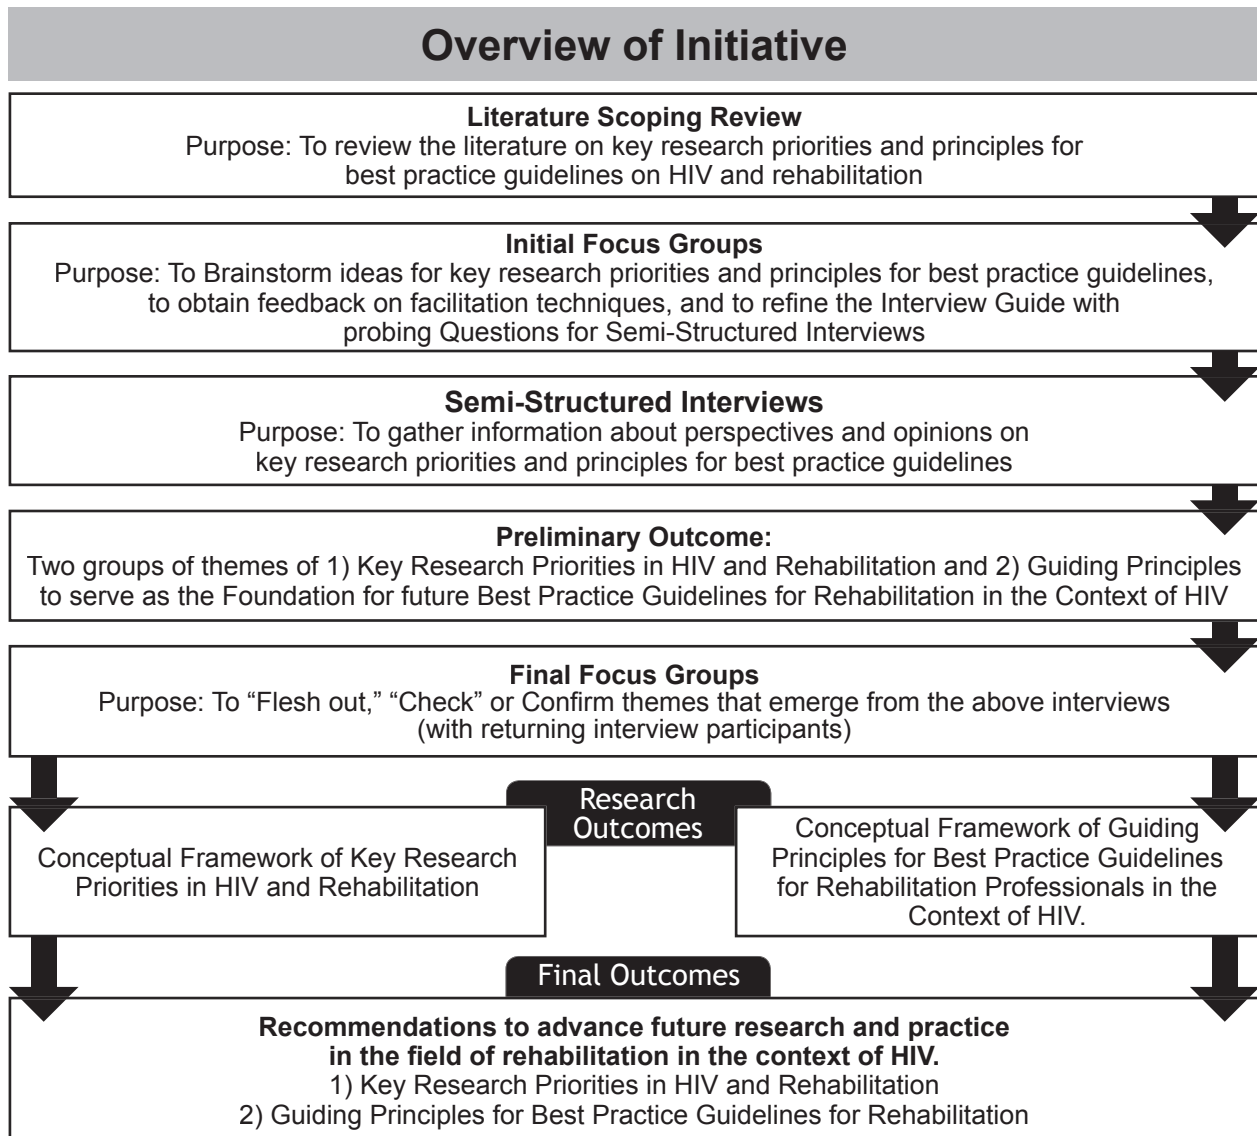 Overview of Initiative
Literature Scoping Review
Purpose: To review the literature on key research priorities and principles for
best practice guidelines on HIV and rehabilitation
Initial Focus Groups
Purpose: To Brainstorm ideas for key research priorities and principles for best practice guidelines,
to obtain feedback on facilitation techniques, and to refine the Interview Guide with
probing Questions for Semi-Structured Interviews
Semi-Structured Interviews
Purpose: To gather information about perspectives and opinions on
key research priorities and principles for best practice guidelines
Preliminary Outcome:
Two groups of themes of 1) Key Research Priorities in HIV and Rehabilitation and 2) Guiding Principles
to serve as the Foundation for future Best Practice Guidelines for Rehabilitation in the Context of HIV
Final Focus Groups
Purpose: To “Flesh out,” “Check” or Confirm themes that emerge from the above interviews
(with returning interview participants)
Research
Outcomes
Conceptual Framework of Key Research
Priorities in HIV and Rehabilitation
Conceptual Framework of Guiding
Principles for Best Practice Guidelines
for Rehabilitation Professionals in the
Context of HIV.
Final Outcomes
Recommendations to advance future research and practice
in the field of rehabilitation in the context of HIV.
1) Key Research Priorities in HIV and Rehabilitation
2) Guiding Principles for Best Practice Guidelines for Rehabilitation